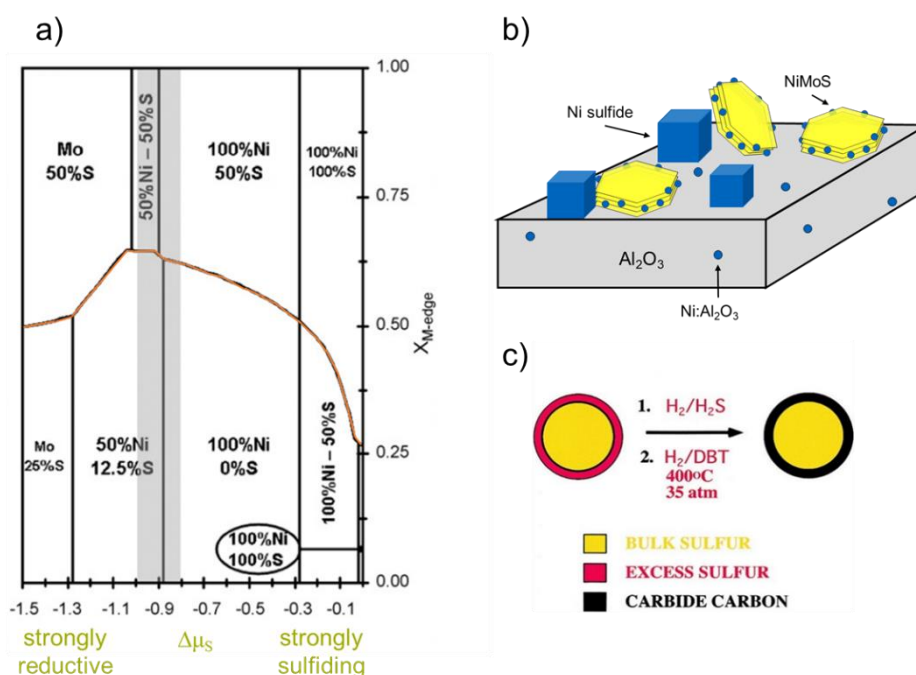 a)
Mo
50%S
50%Ni – 50%S
100%Ni
50%S
100%Ni
100%S
Mo
25%S
50%Ni
12.5%S
100%Ni
0%S
100%Ni – 50%S
100%Ni
100%S
1.00
0.75
0.50
0.25
0.00
X M-edge
-1.5 -1.3 -1.1 -0.9 -0.7 -0.5 -0.3 -0.1
strongly
reductive
ΔμS
strongly
sulfiding
b)
Ni sulfide
NiMoS
Al2O3
Ni:Al2O3
c)
1. H2/H2S
2. H2/DBT
400oC
35 atm
BULK SULFUR
EXCESS SULFUR
CARBIDE CARBON